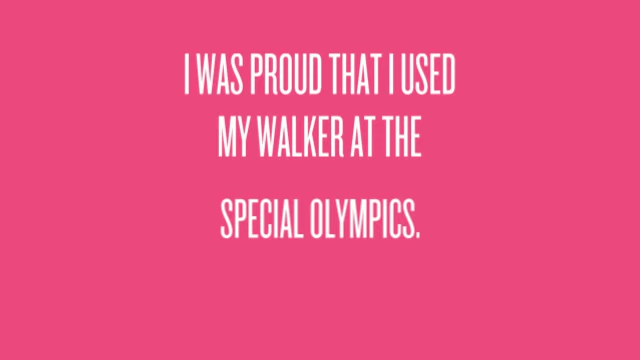 I WAS PROUD THAT I USED
MY WALKER AT THE
SPECIAL OLYMPICS.